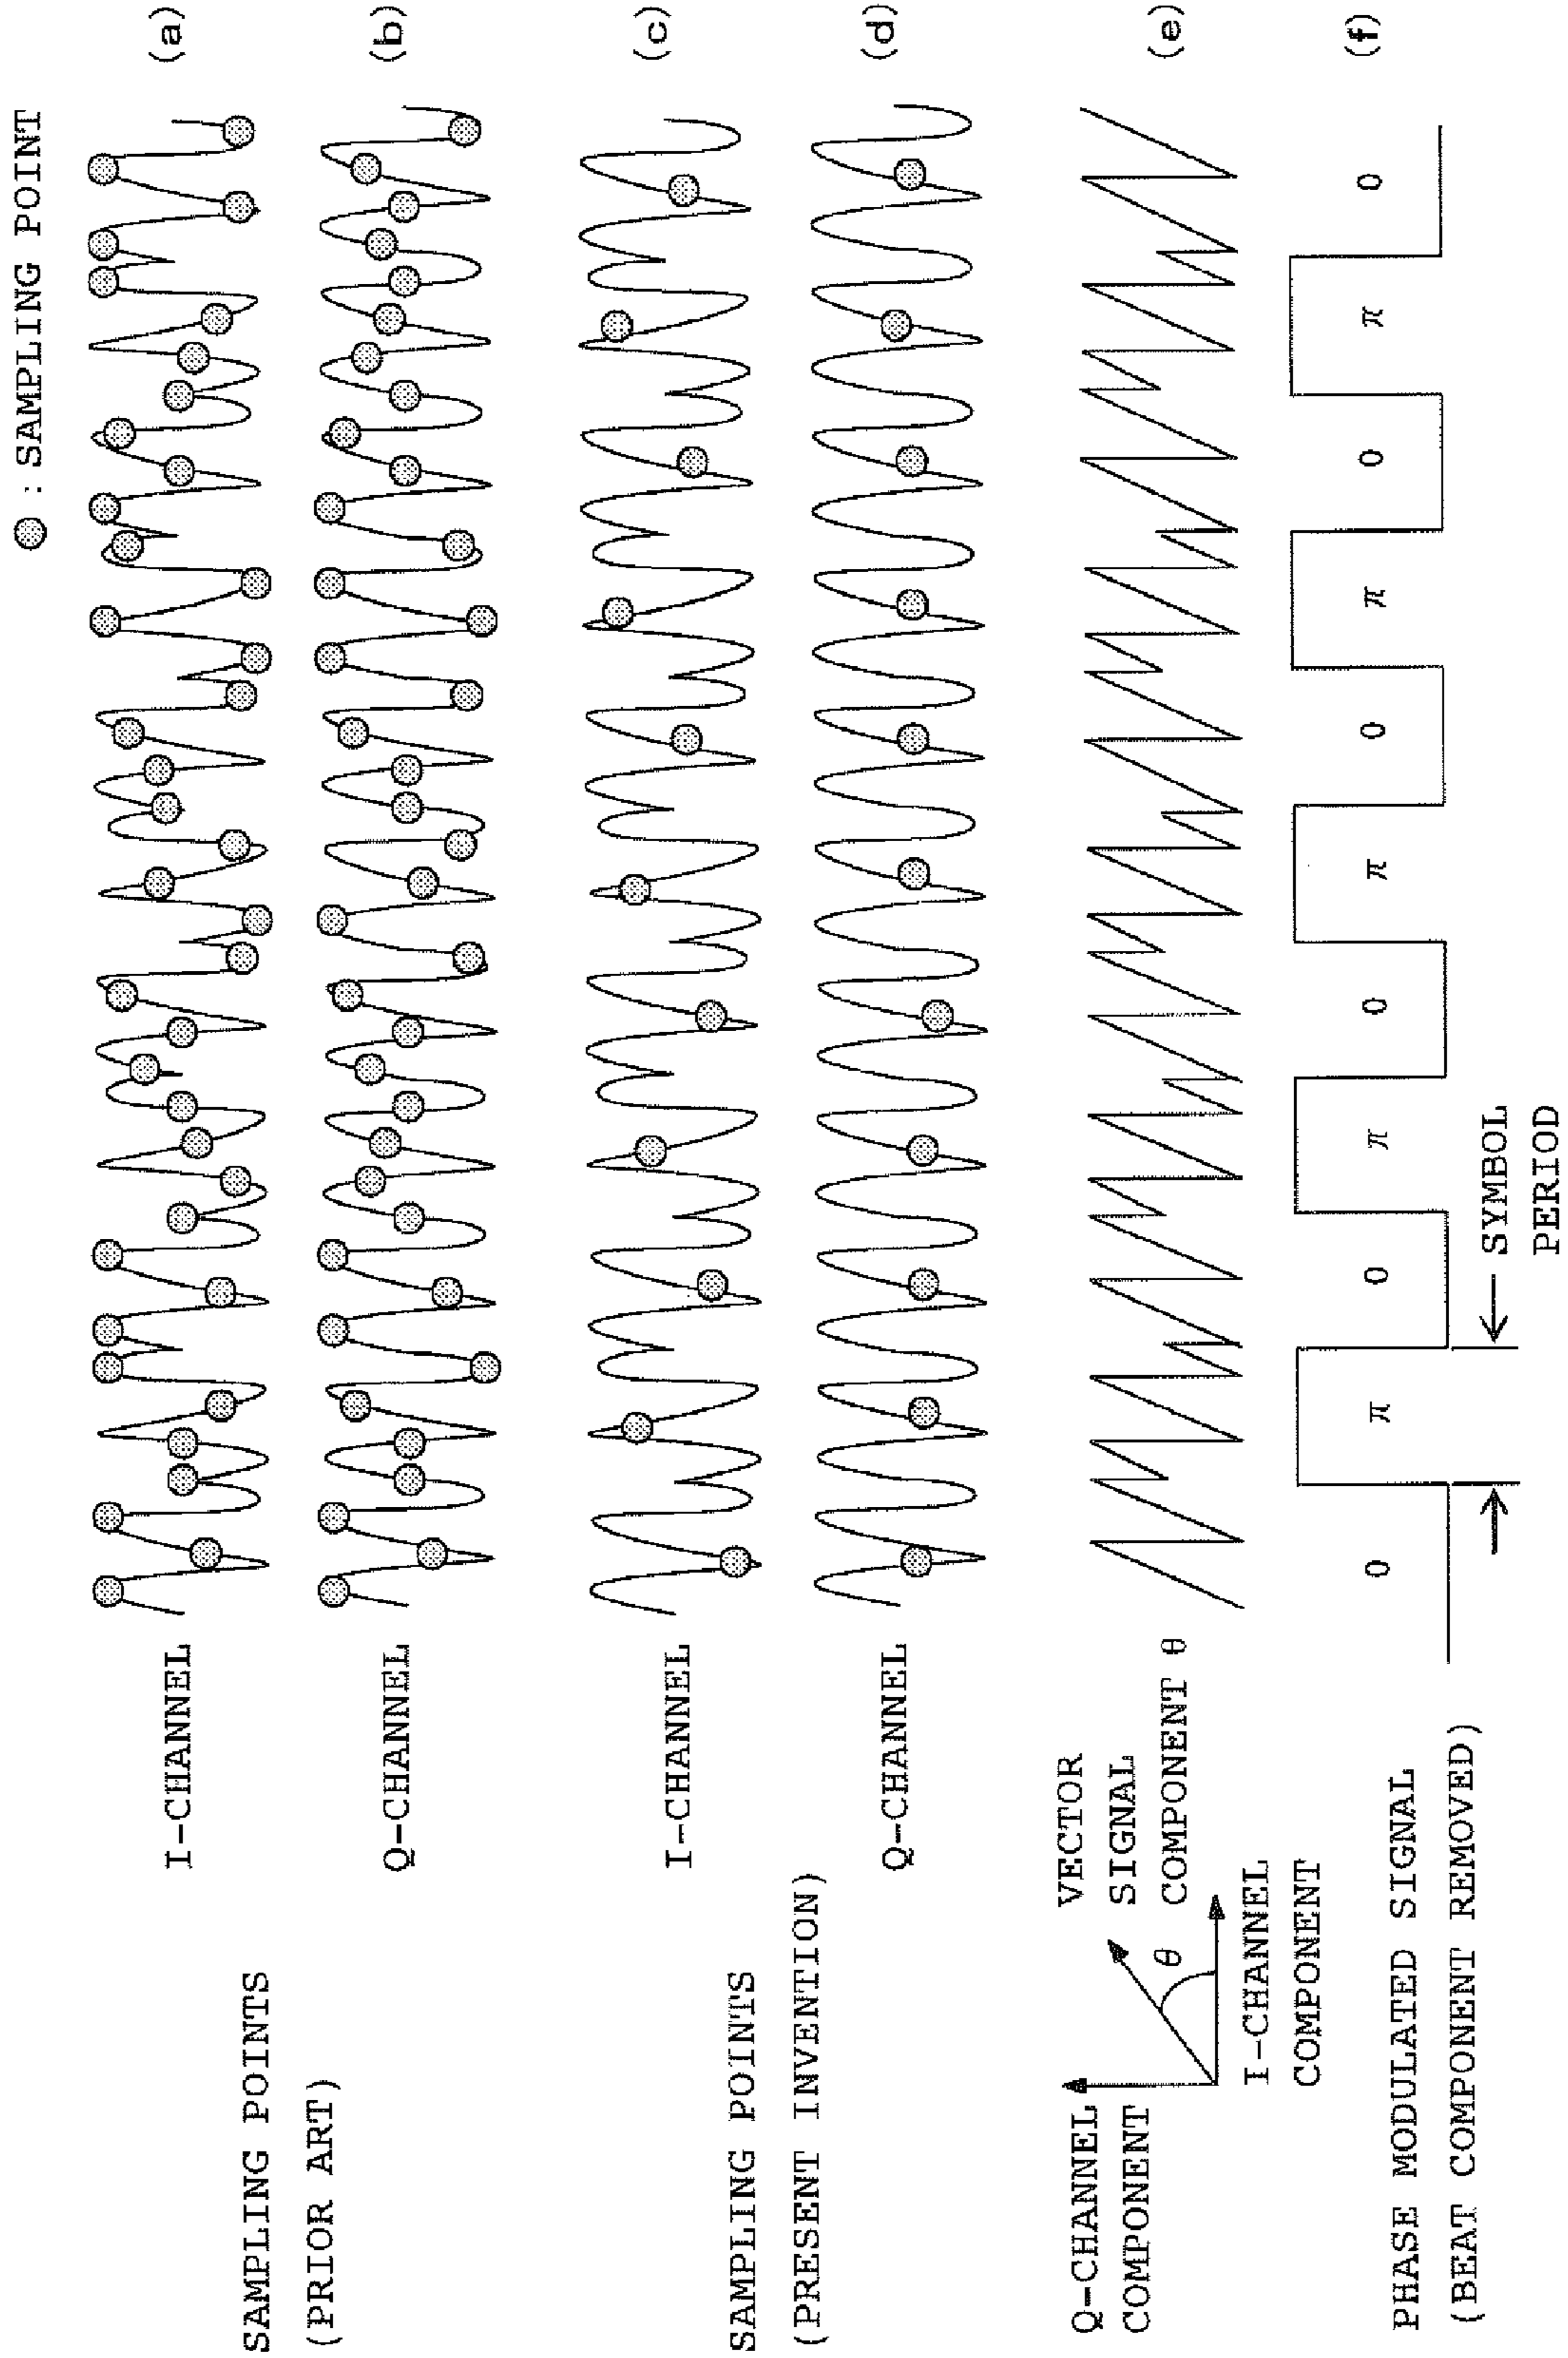 : SAMPLING POINT
SAMPLING POINTS
(PRIOR ART)
I-CHANNEL
(a)
Q-CHANNEL
(b)
SAMPLING POINTS
(PRESENT INVENTION)
I-CHANNEL
(c)
Q-CHANNEL
(d)
Q-CHANNEL
COMPONENT
θ
VECTOR
SIGNAL
COMPONENT θ
I-CHANNEL
COMPONENT
(e)
PHASE MODULATED SIGNAL
(BEAT COMPONENT REMOVED)
0 π 0 π 0 π 0 π 0 π 0
(f)
SYMBOL
PERIOD